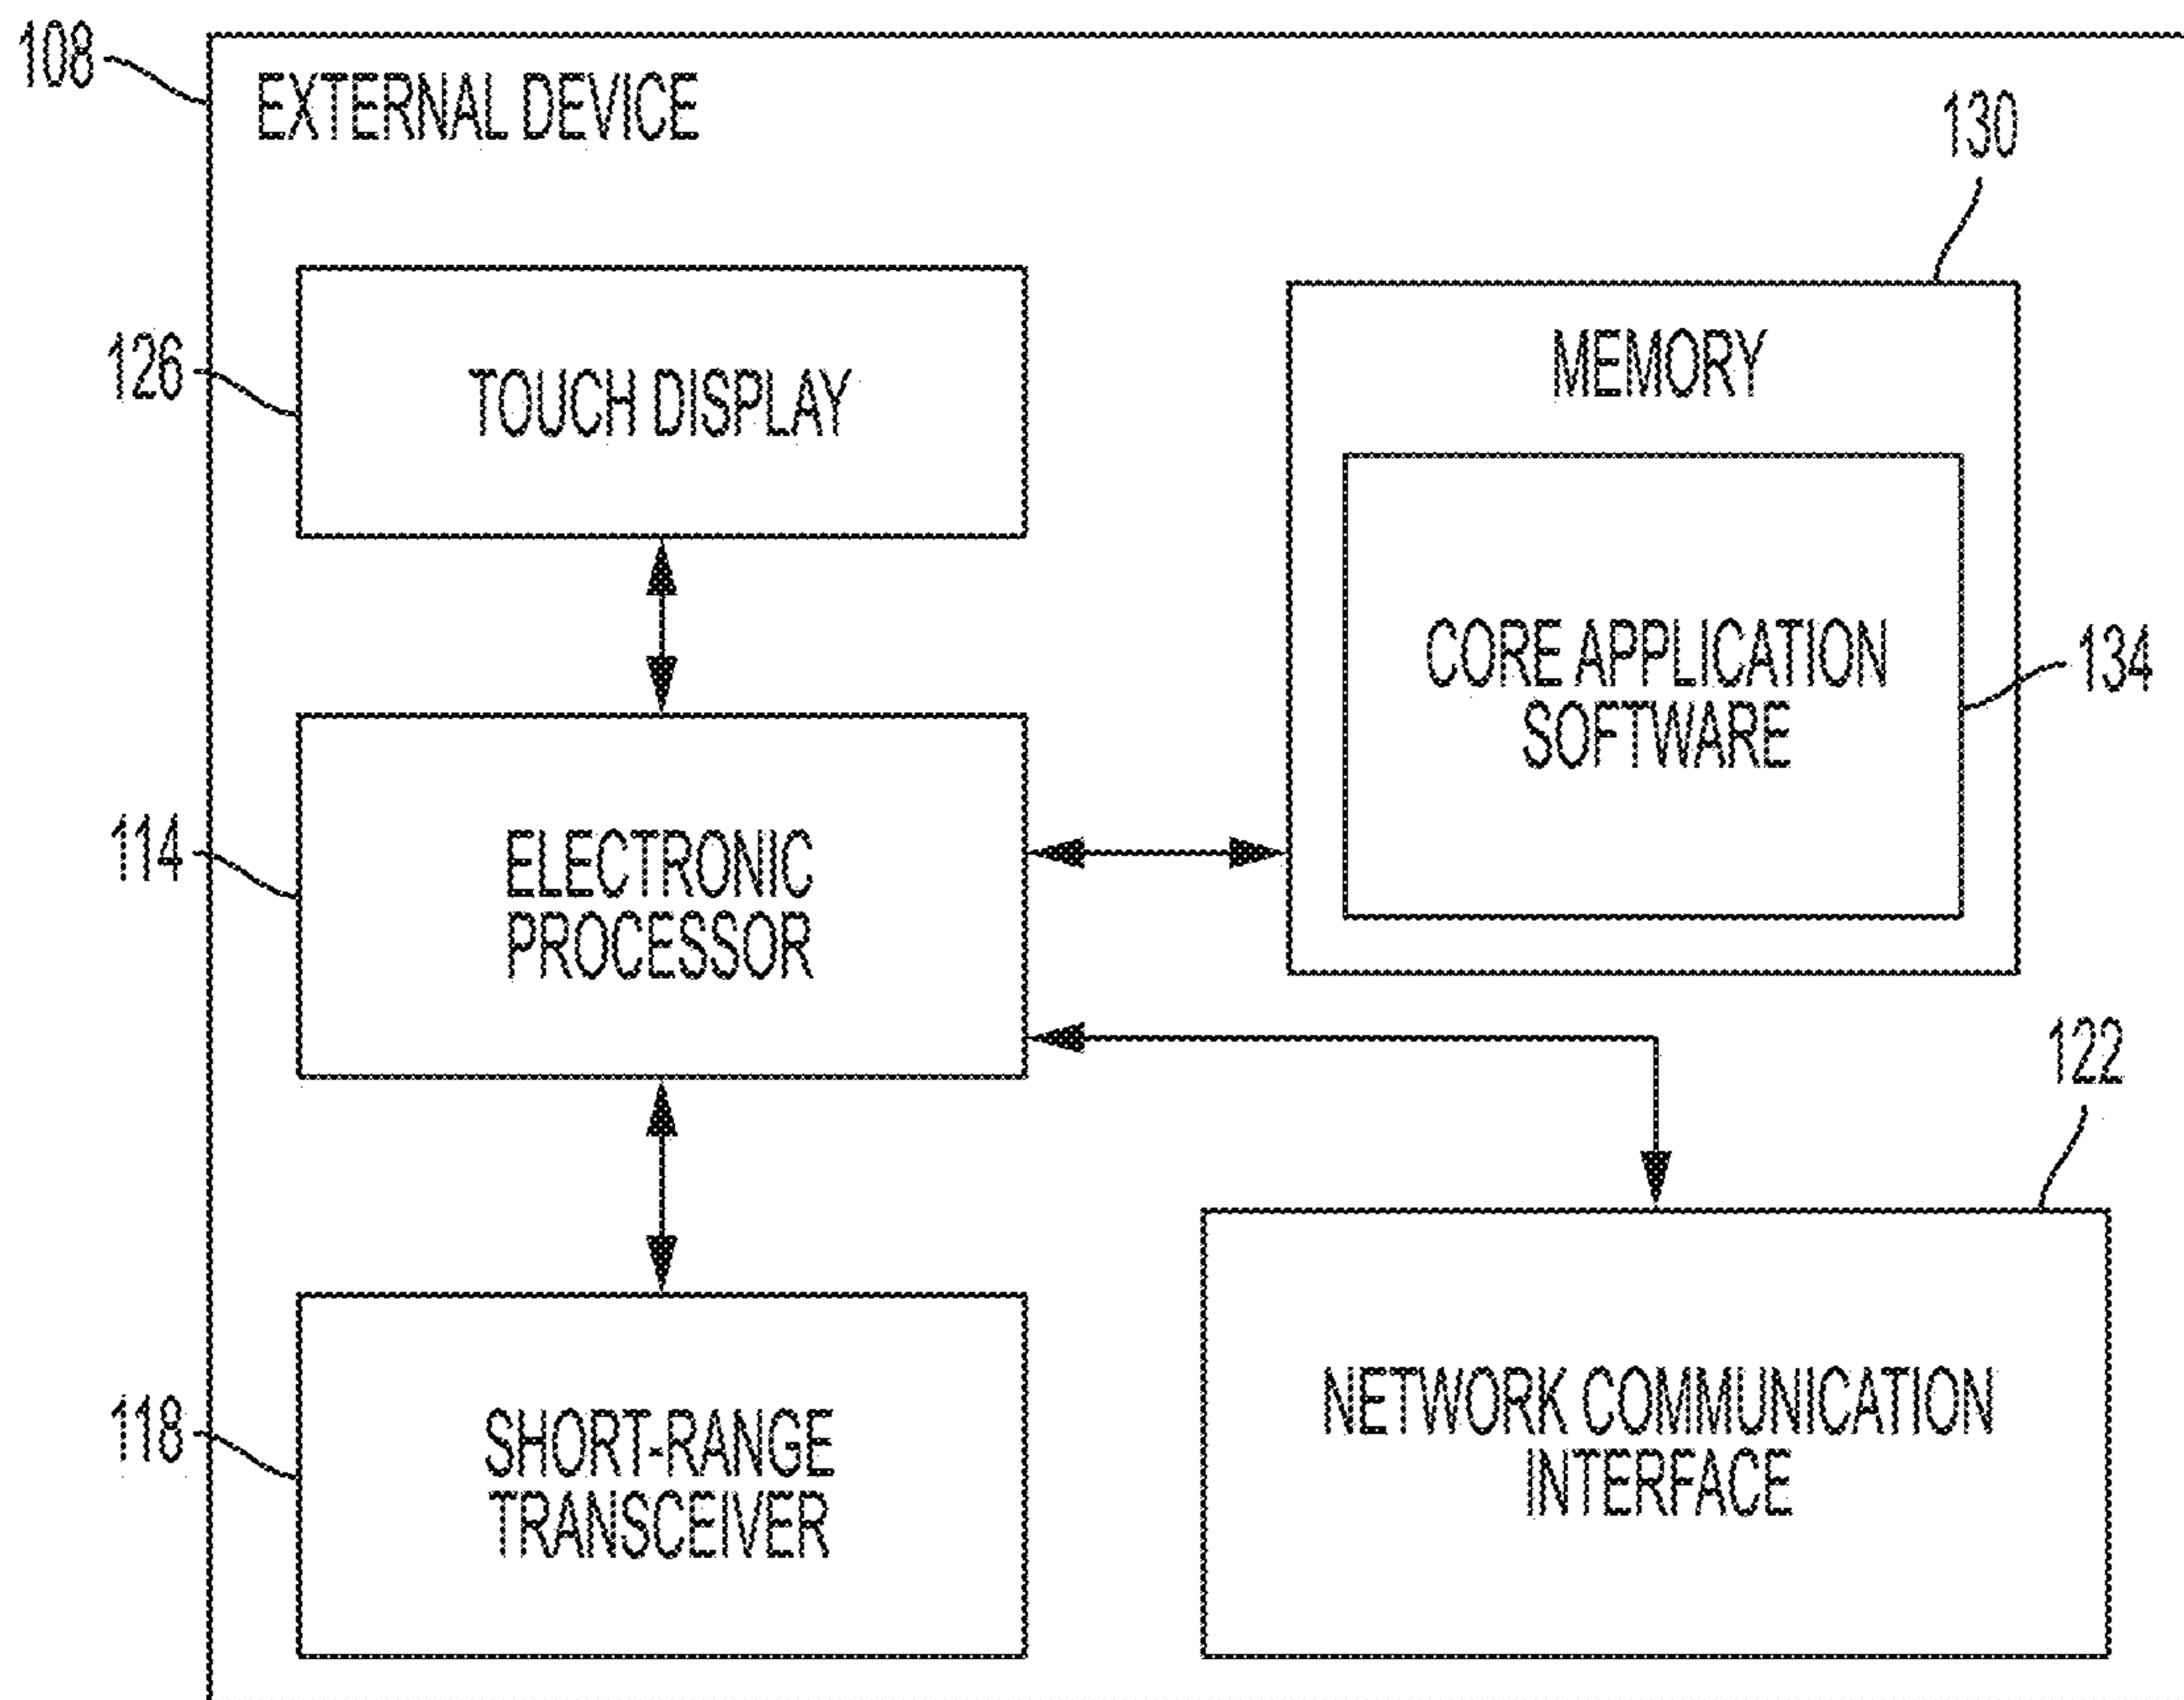 108
EXTERNAL DEVICE
130
126
TOUCH DISPLAY
MEMORY
CORE APPLICATION
SOFTWARE
134
114
ELECTRONIC
PROCESSOR
122
118
SHORT-RANGE
TRANSCEIVER
NETWORK COMMUNICATION
INTERFACE